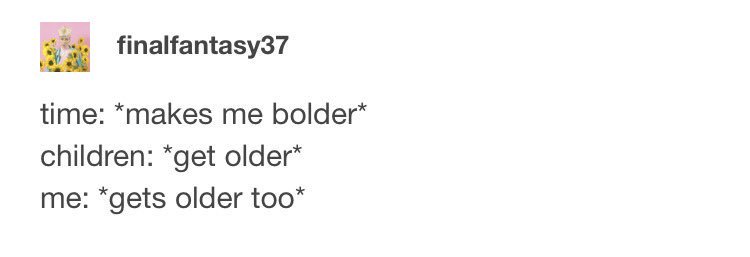 finalfantasy37
time: *makes me bolder*
children: *get older*
me: *gets older too*